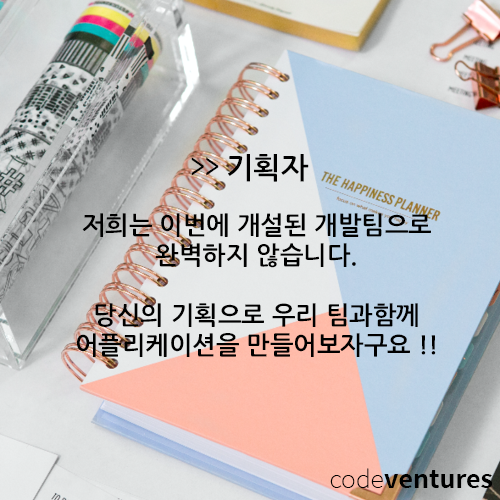 >> 기획자
THE HAPPINESS PLANNER
저희는 이번에 개설된 개발팀으로
완벽하지 않습니다.
당신의 기획으로 우리 팀과함께
어플리케이션을 만들어보자구요 !!
codeventures